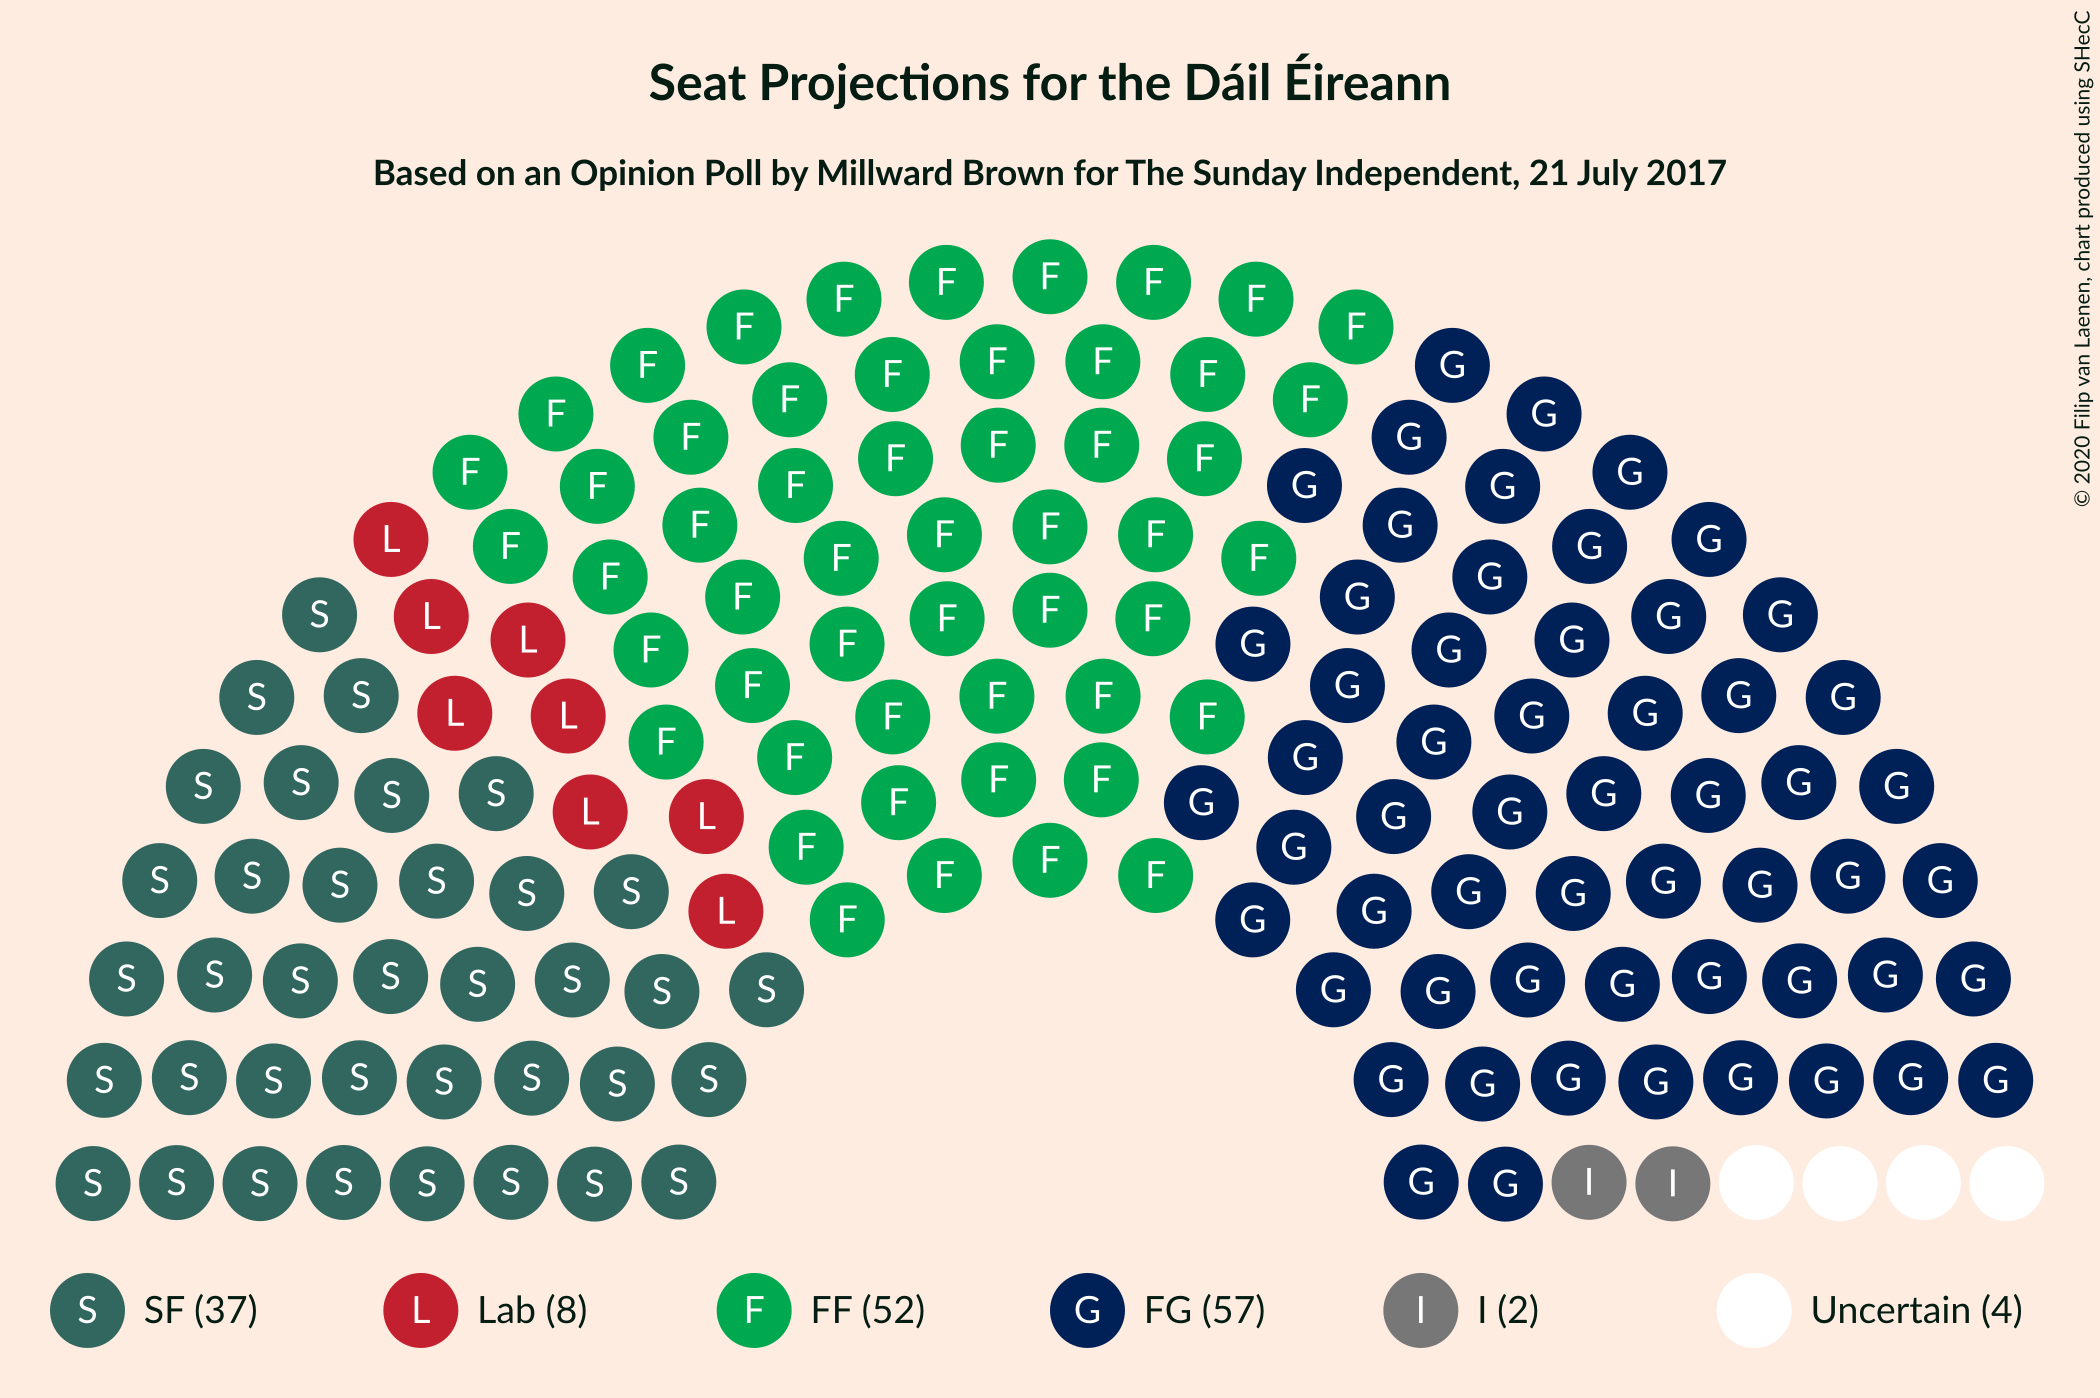 Seat Projections for the Dáil Éireann
Based on an Opinion Poll by Millward Brown for The Sunday Independent, 21 July 2017
© 2020 Filip van Laenen, chart produced using SHecC
F F F F F
F F F G
F F F F F F G G
F F F F G G G
F F F F F F G G G
L F F F F F G G G
S L L F F F F F G G G G
S S L L F F F F G G G G G G
S S S S L L F F F F G G G G G G G
S S S S S S L F F F F F G G G G G G G G
S S S S S S S S F G G G G G G G G G
S S S S S S S S G G G G G G G G
S S S S S S S S G G I I
S SF (37) L Lab (8) F FF (52) G FG (57) I I (2) Uncertain (4)